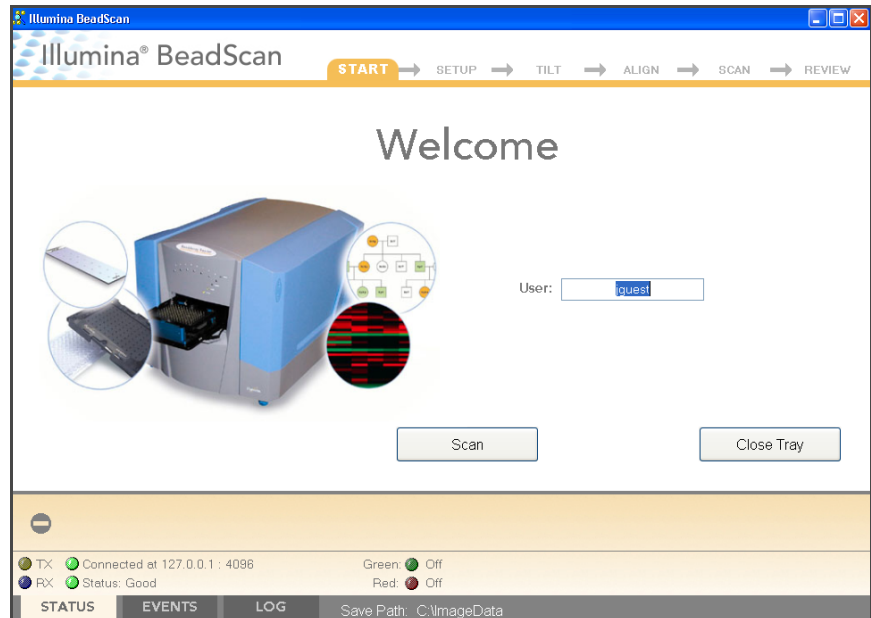 Illumina BeadScan
Illumina® BeadScan
START SETUP TILT ALIGN SCAN REVIEW
Welcome
User: jquest
Scan Close Tray
TX Connected at 127.0.0.1 : 4096 Green: Off
RX Status: Good Red: Off
STATUS EVENTS LOG Save Path: C:\ImageData